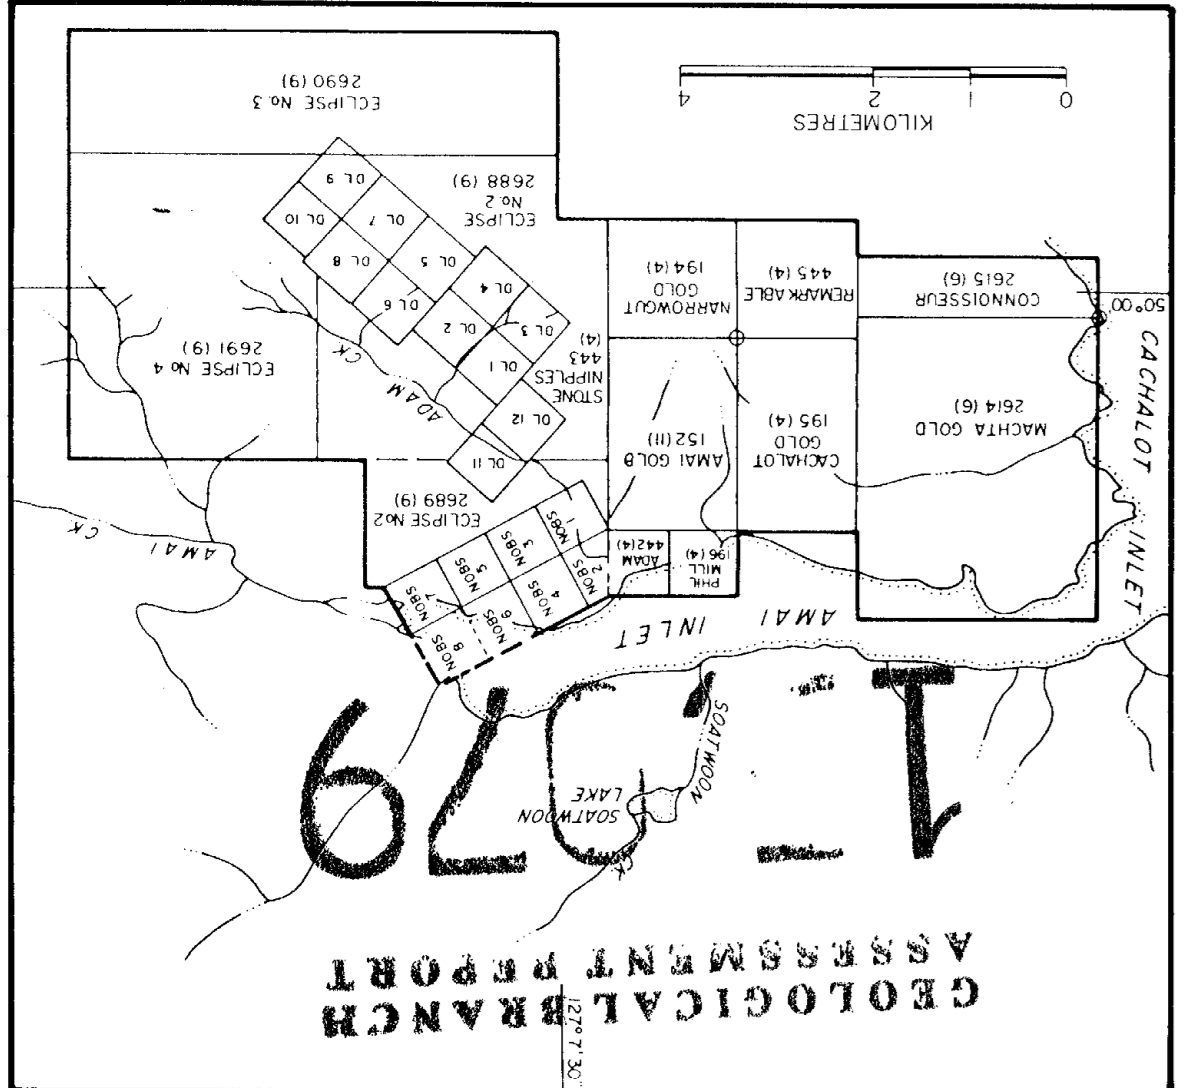 127°7'30"
GEOLOGICAL BRANCH
ASSESSMENT REPORT
SOATWOON
CK.
SOATWOON
LAKE
AMAI INLET
CACHALOT INLET
50°00'
AMAI CK
NOBS 8
NOBS 7
NOBS 6
NOBS 5
NOBS 4
NOBS 3
NOBS 2
NOBS 1
PHIL
MILL
196 (4)
ADAM
442 (4)
ECLIPSE No2
2689 (9)
MACHTA GOLD
2614 (6)
CACHALOT
GOLD
195 (4)
AMAI GOLD
152 (11)
DL 11
DL 12
ADAM CK
STONE
NIPPLES
443
(4)
ECLIPSE No 4
2691 (9)
DL 1
DL 2
DL 3
DL 4
DL 5
DL 6
DL 7
DL 8
DL 9
DL 10
CONNOISEUR
2615 (6)
REMARKABLE
445 (4)
NARROWGUT
GOLD
194 (4)
ECLIPSE
No. 2
2688 (9)
KILOMETRES
0 1 2 4
ECLIPSE No. 3
2690 (9)